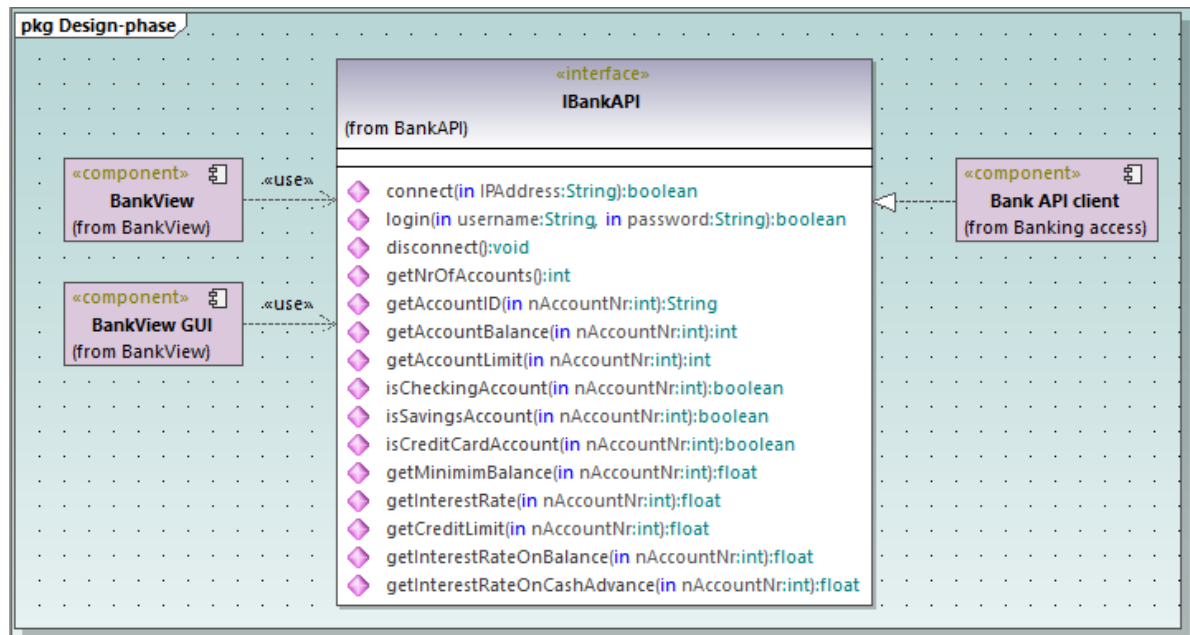 pkg Design-phase
«interface»
IBankAPI
(from BankAPI)
«component»
BankView
(from BankView)
«use»
«component»
BankView GUI
(from BankView)
«use»
connect(in IPAddress:String):boolean
login(in username:String, in password:String):boolean
disconnect():void
getNrOfAccounts():int
getAccountID(in nAccountNr:int):String
getAccountBalance(in nAccountNr:int):int
getAccountLimit(in nAccountNr:int):int
isCheckingAccount(in nAccountNr:int):boolean
isSavingsAccount(in nAccountNr:int):boolean
isCreditCardAccount(in nAccountNr:int):boolean
getMinimimBalance(in nAccountNr:int):float
getInterestRate(in nAccountNr:int):float
getCreditLimit(in nAccountNr:int):float
getInterestRateOnBalance(in nAccountNr:int):float
getInterestRateOnCashAdvance(in nAccountNr:int):float
«component»
Bank API client
(from Banking access)